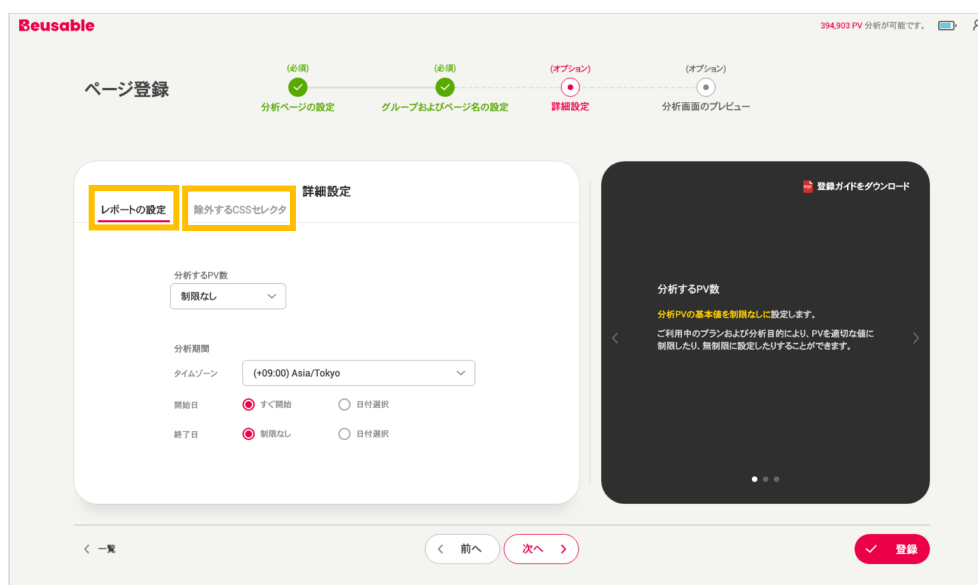 Beusable
394,903 PV 分析が可能です。
ページ登録
(必須)
(必須)
(オプション)
(オプション)
分析ページの設定
グループおよびページ名の設定
詳細設定
分析画面のプレビュー
詳細設定
レポートの設定
除外するCSSセレクタ
分析するPV数
制限なし
分析期間
タイムゾーン
(+09:00) Asia/Tokyo
開始日
すぐ開始
日付選択
終了日
制限なし
日付選択
PDF 登録ガイドをダウンロード
分析するPV数
分析PVの基本値を制限なしに設定します。
ご利用中のプランおよび分析目的により、PVを適切な値に
制限したり、無制限に設定したりすることができます。
一覧
前へ
次へ
登録